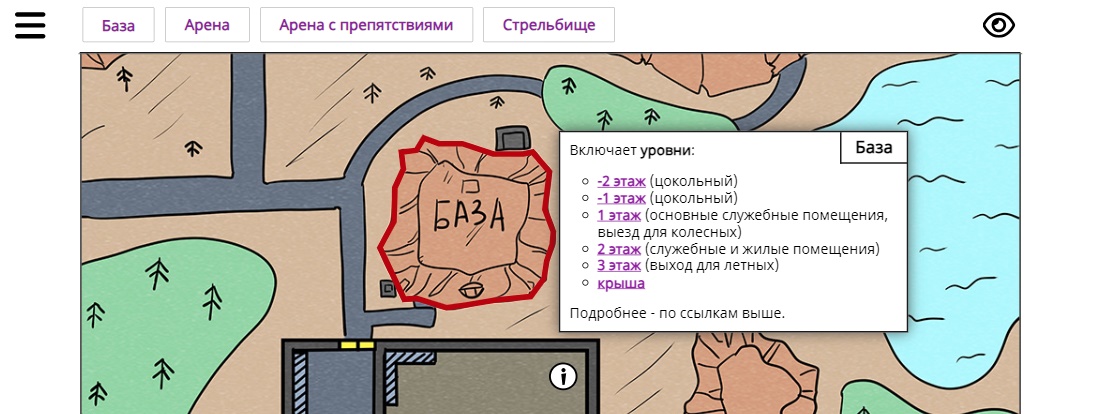 База
Арена
Арена с препятствиями
Стрельбище
База
Включает уровни:
-2 этаж (цокольный)
-1 этаж (цокольный)
1 этаж (основные служебные помещения,
выезд для колесных)
2 этаж (служебные и жилые помещения)
3 этаж (выход для летных)
крыша
Подробнее - по ссылкам выше.
БАЗА
i